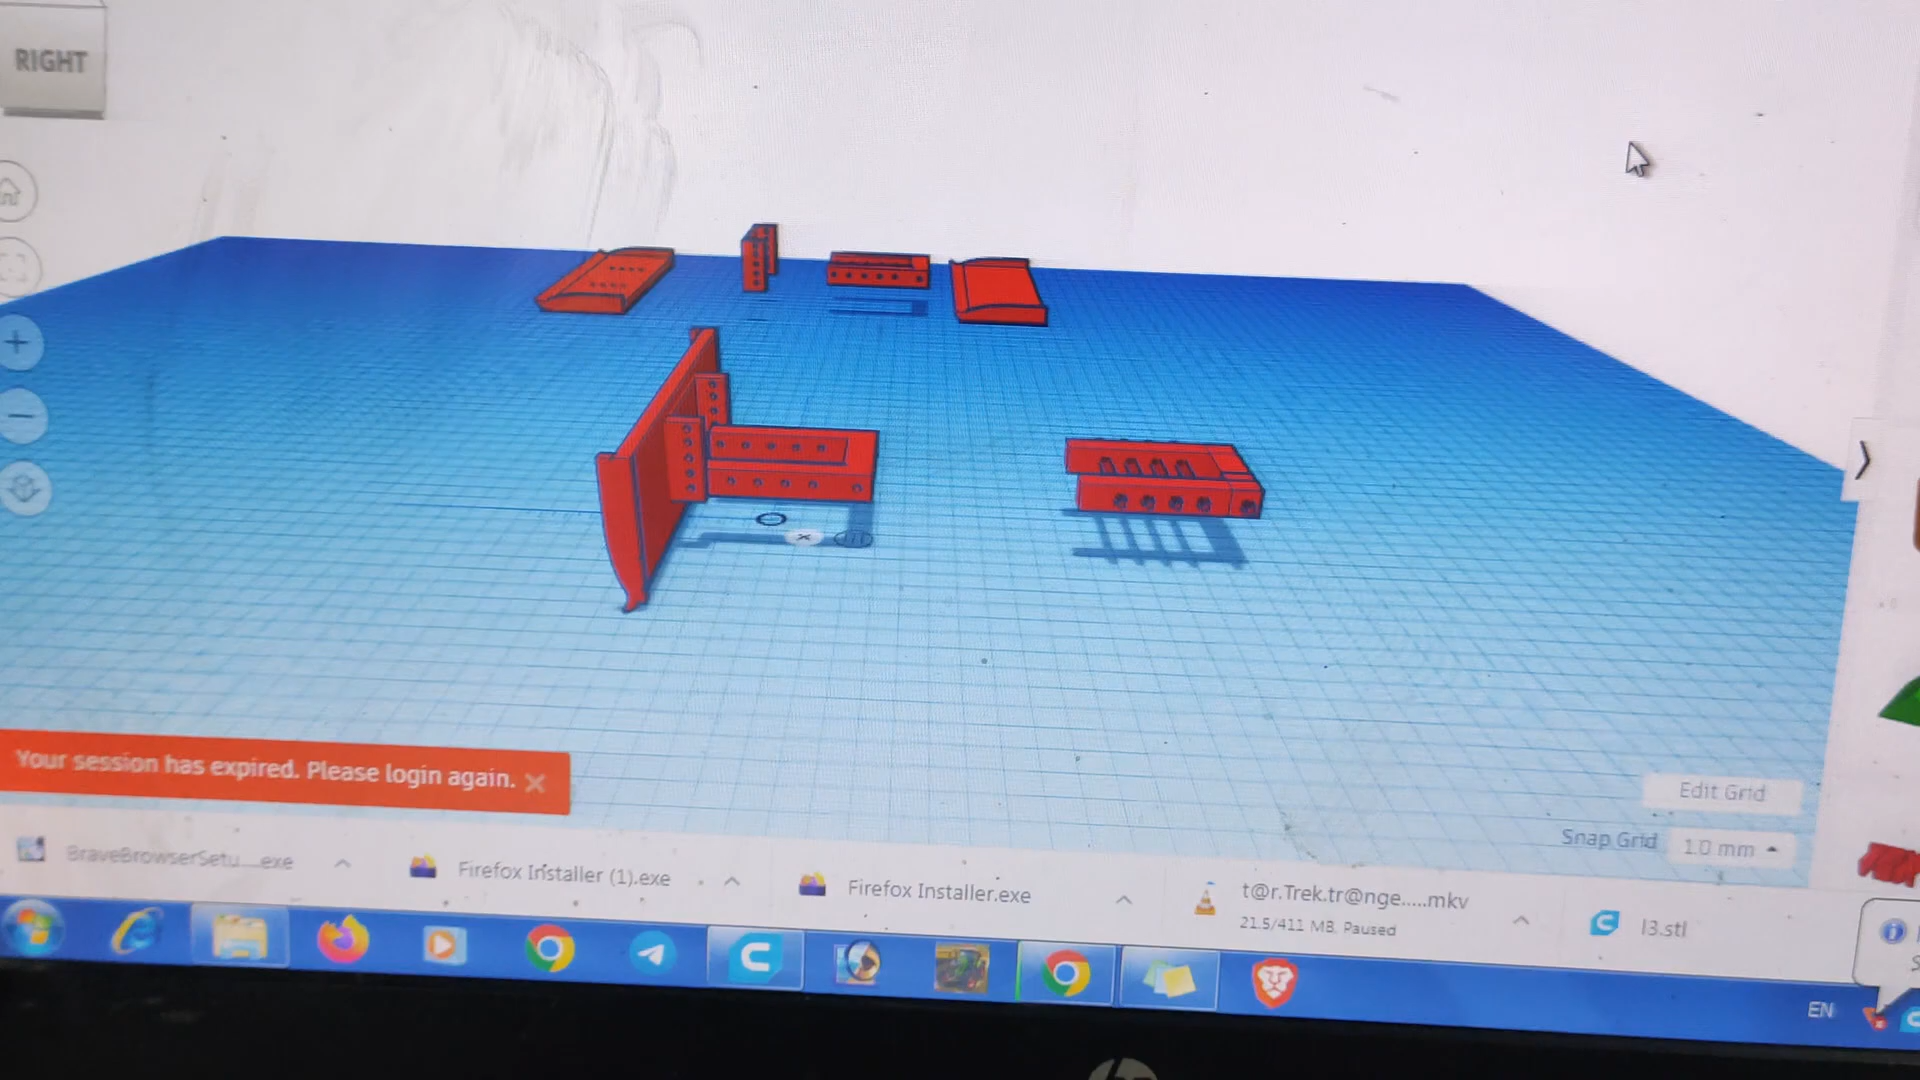 RIGHT
Your session has expired. Please login again.
Edit Grid
Snap Grid 1.0 mm
BraveBrowserSetu....exe
Firefox Installer (1).exe
Firefox Installer.exe
t@r.Trek.tr@nge.....mkv
21.5/411 MB, Paused
l3.stl
EN
hp